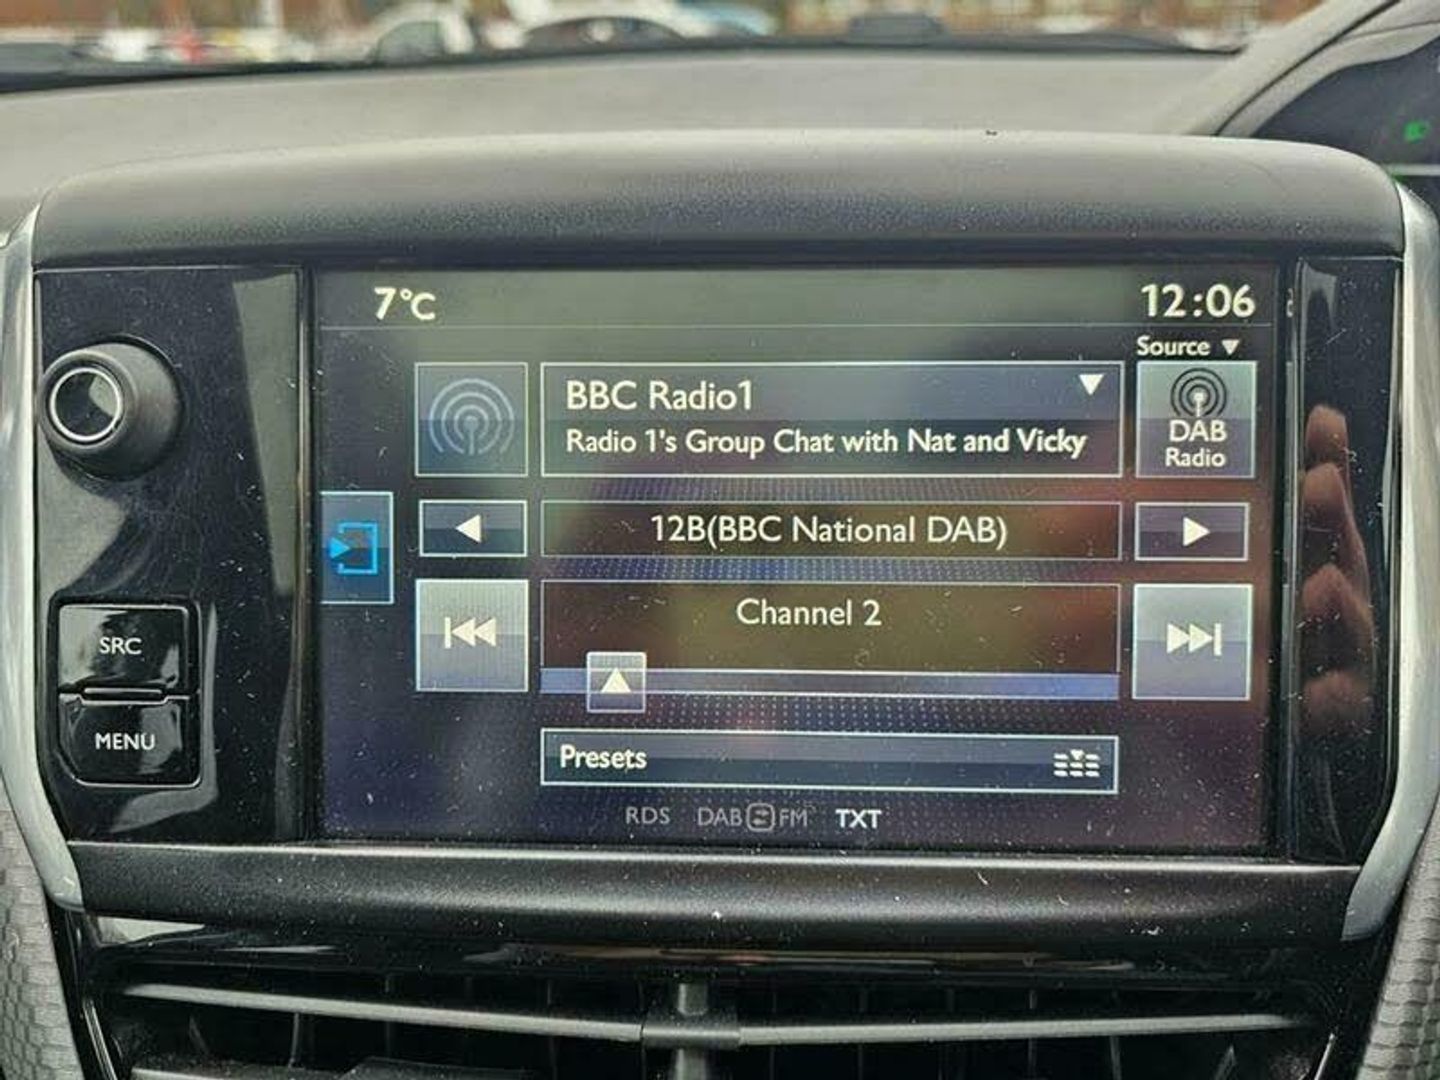 7°C
12:06
Source
BBC Radio1
Radio 1's Group Chat with Nat and Vicky
DAB
Radio
12B(BBC National DAB)
Channel 2
SRC
MENU
Presets
RDS DAB FM TXT